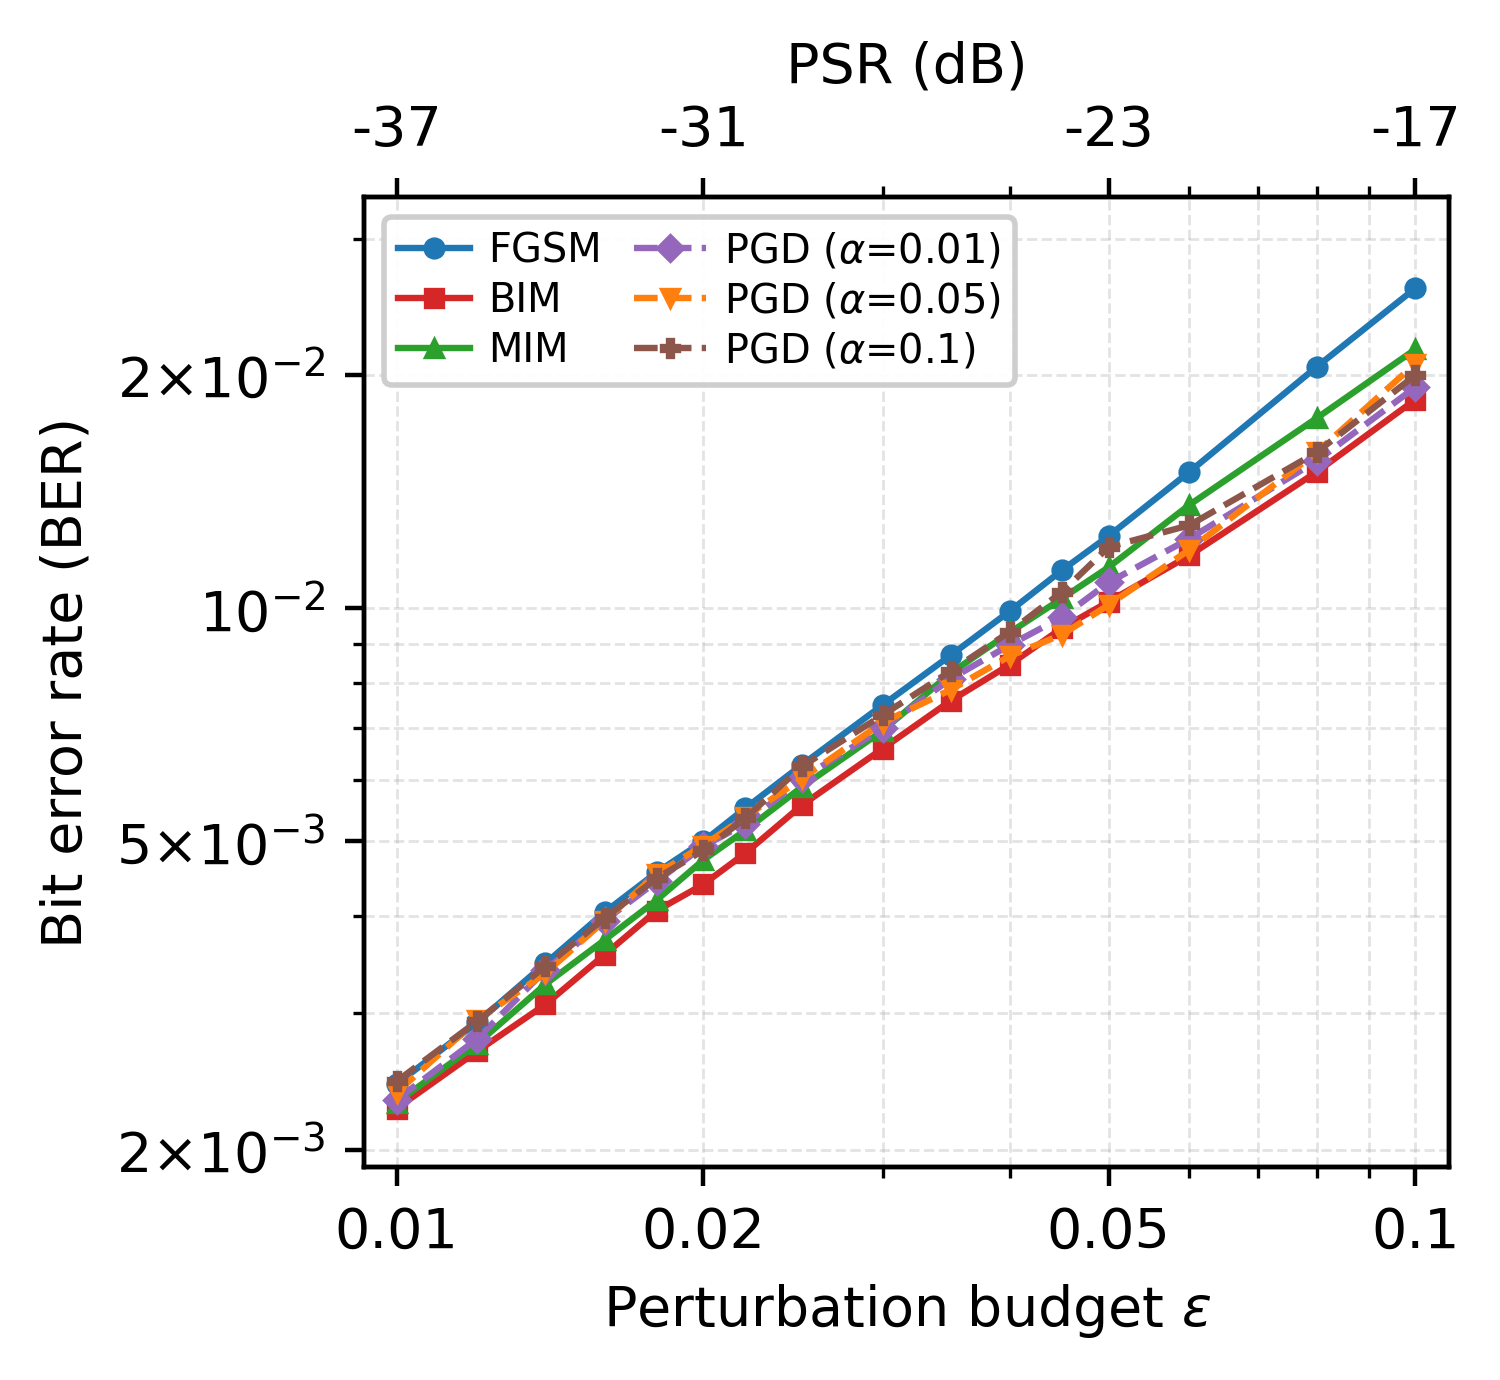 PSR (dB)
-37 -31 -23 -17
FGSM PGD (α=0.01)
BIM PGD (α=0.05)
MIM PGD (α=0.1)
Bit error rate (BER)
2×10⁻²
10⁻²
5×10⁻³
2×10⁻³
0.01 0.02 0.05 0.1
Perturbation budget ε